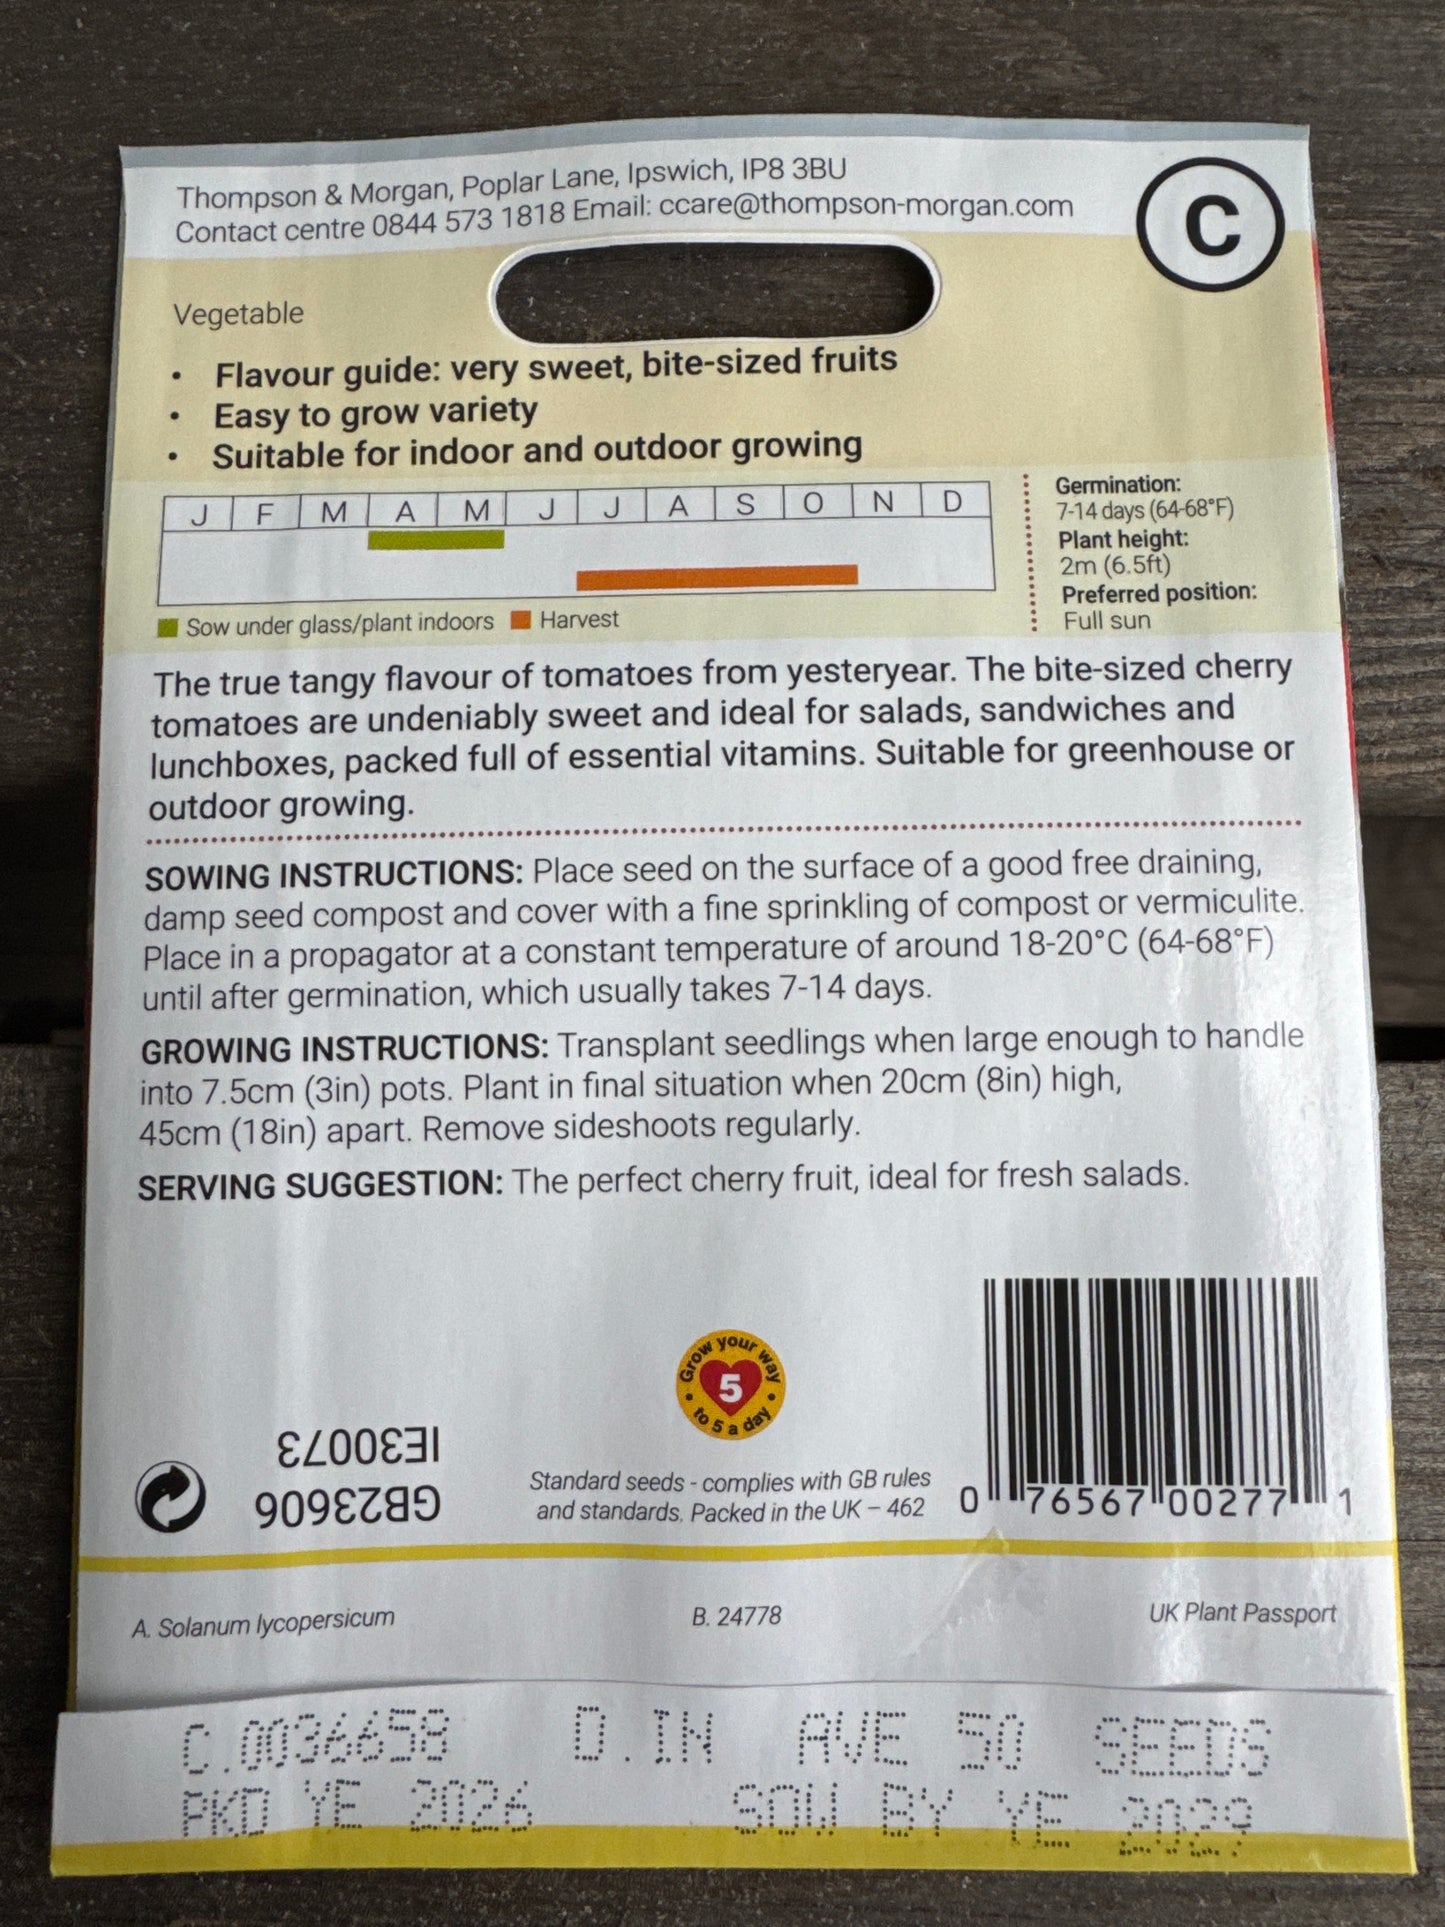 Thompson & Morgan, Poplar Lane, Ipswich, IP8 3BU
Contact centre 0844 573 1818 Email: ccare@thompson-morgan.com
C
Vegetable
• Flavour guide: very sweet, bite-sized fruits
• Easy to grow variety
• Suitable for indoor and outdoor growing
J F M A M J J A S O N D
Sow under glass/plant indoors Harvest
Germination:
7-14 days (64-68°F)
Plant height:
2m (6.5ft)
Preferred position:
Full sun
The true tangy flavour of tomatoes from yesteryear. The bite-sized cherry
tomatoes are undeniably sweet and ideal for salads, sandwiches and
lunchboxes, packed full of essential vitamins. Suitable for greenhouse or
outdoor growing.
SOWING INSTRUCTIONS: Place seed on the surface of a good free draining,
damp seed compost and cover with a fine sprinkling of compost or vermiculite.
Place in a propagator at a constant temperature of around 18-20°C (64-68°F)
until after germination, which usually takes 7-14 days.
GROWING INSTRUCTIONS: Transplant seedlings when large enough to handle
into 7.5cm (3in) pots. Plant in final situation when 20cm (8in) high,
45cm (18in) apart. Remove sideshoots regularly.
SERVING SUGGESTION: The perfect cherry fruit, ideal for fresh salads.
GB23606
IE30073
Grow your way
5
to 5 a day
Standard seeds - complies with GB rules
and standards. Packed in the UK – 462
0 76567 00277 1
A. Solanum lycopersicum B. 24778 UK Plant Passport
C.0036658 D.IN AVE 50 SEEDS
PKD YE 2026 SOW BY YE 2029